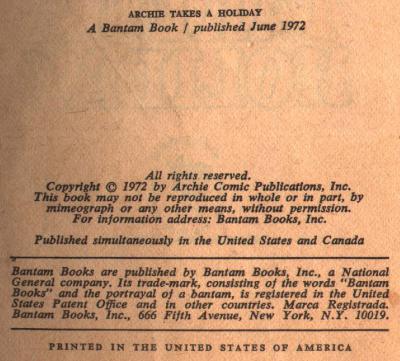 ARCHIE TAKES A HOLIDAY
A Bantam Book / published June 1972
All rights reserved.
Copyright © 1972 by Archie Comic Publications, Inc.
This book may not be reproduced in whole or in part, by
mimeograph or any other means, without permission.
For information address: Bantam Books, Inc.
Published simultaneously in the United States and Canada
Bantam Books are published by Bantam Books, Inc., a National
General company. Its trade-mark, consisting of the words "Bantam
Books" and the portrayal of a bantam, is registered in the United
States Patent Office and in other countries. Marca Registrada.
Bantam Books, Inc., 666 Fifth Avenue, New York, N.Y. 10019.
PRINTED IN THE UNITED STATES OF AMERICA